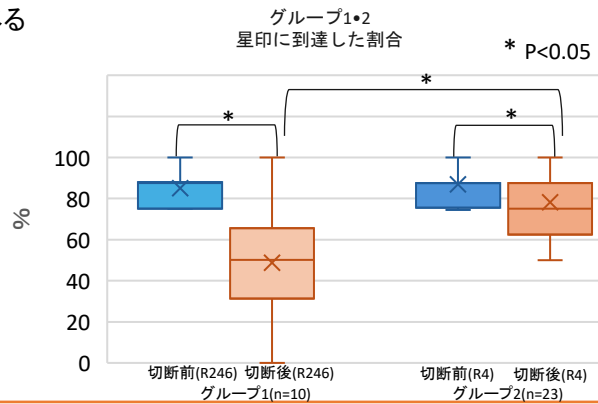 る
グループ1•2
星印に到達した割合
* P<0.05
*
*
*
100
80
60
40
20
0
%
切断前(R246) 切断後(R246) 切断前(R4) 切断後(R4)
グループ1(n=10) グループ2(n=23)